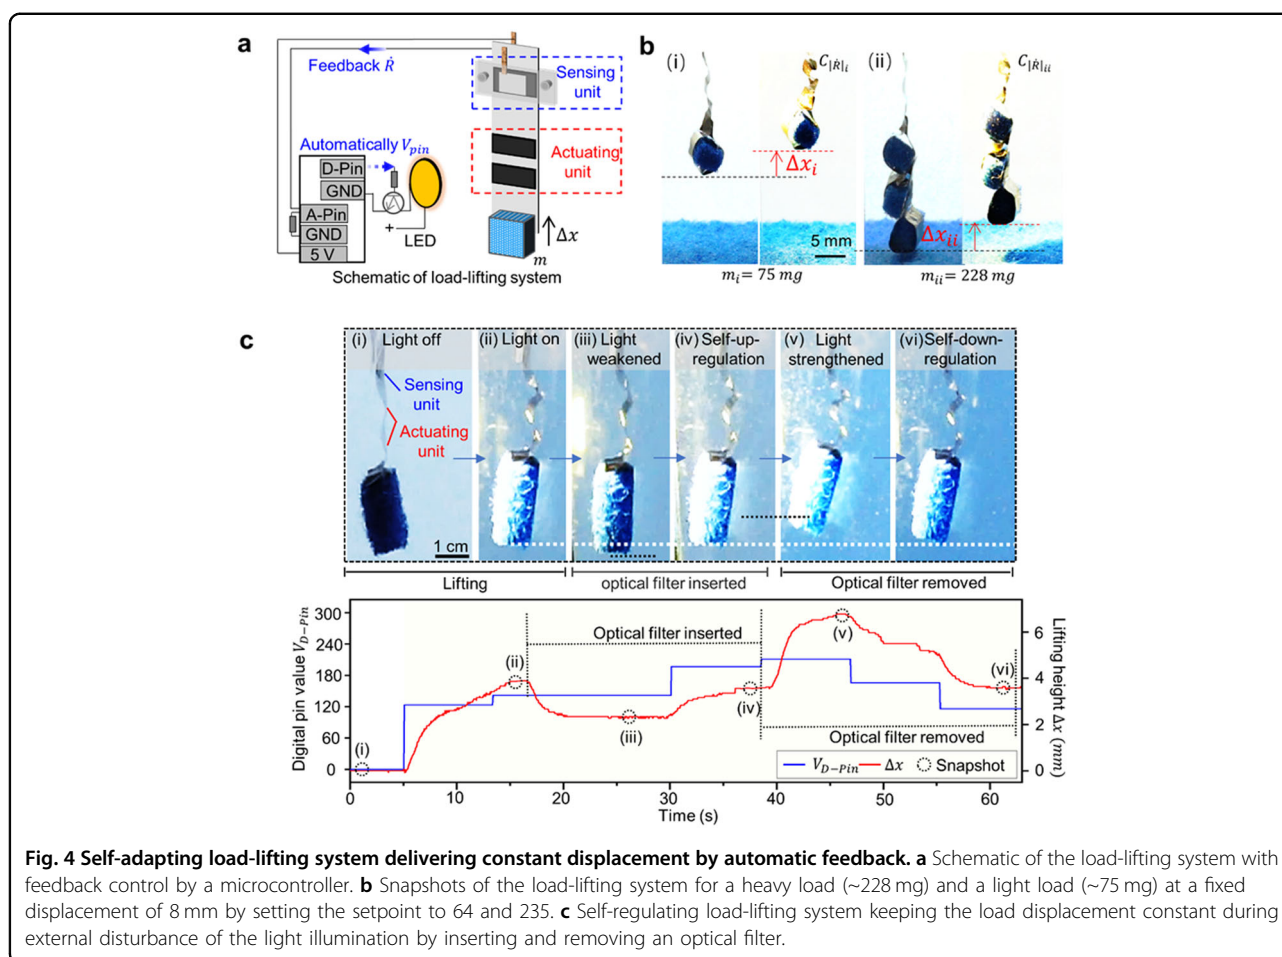 a
Feedback Ṙ
Sensing
unit
Automatically V_pin
Actuating
unit
D-Pin
GND
A-Pin
GND
5 V
+
LED
Δx
m
Schematic of load-lifting system
b
(i)
C_|Ṙ|i
(ii)
C_|Ṙ|ii
Δx_i
Δx_ii
5 mm
m_i = 75 mg
m_ii = 228 mg
c
(i) Light off
(ii) Light on
(iii) Light
weakened
(iv) Self-up-
regulation
(v) Light
strengthened
(vi) Self-down-
regulation
Sensing
unit
Actuating
unit
1 cm
Lifting
optical filter inserted
Optical filter removed
Digital pin value V_D−Pin
300
240
180
120
60
0
Optical filter inserted
(i)
(ii)
(iii)
(iv)
(v)
(vi)
Optical filter removed
V_D−Pin
Δx
Snapshot
6
4
2
0
Lifting height Δx (mm)
0 10 20 30 40 50 60
Time (s)
Fig. 4 Self-adapting load-lifting system delivering constant displacement by automatic feedback. a Schematic of the load-lifting system with
feedback control by a microcontroller. b Snapshots of the load-lifting system for a heavy load (~228 mg) and a light load (~75 mg) at a fixed
displacement of 8 mm by setting the setpoint to 64 and 235. c Self-regulating load-lifting system keeping the load displacement constant during
external disturbance of the light illumination by inserting and removing an optical filter.